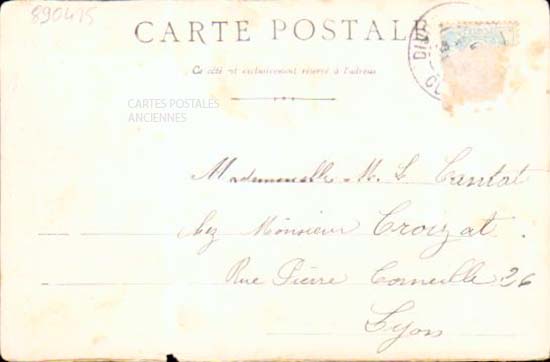 890415
CARTE POSTALE
Ce côté est exclusivement réservé à l'adresse
CARTES POSTALES
ANCIENNES
Mademoiselle M. L. Cantat
chez Monsieur Croizat.
Rue Pierre Corneille 26
Lyon